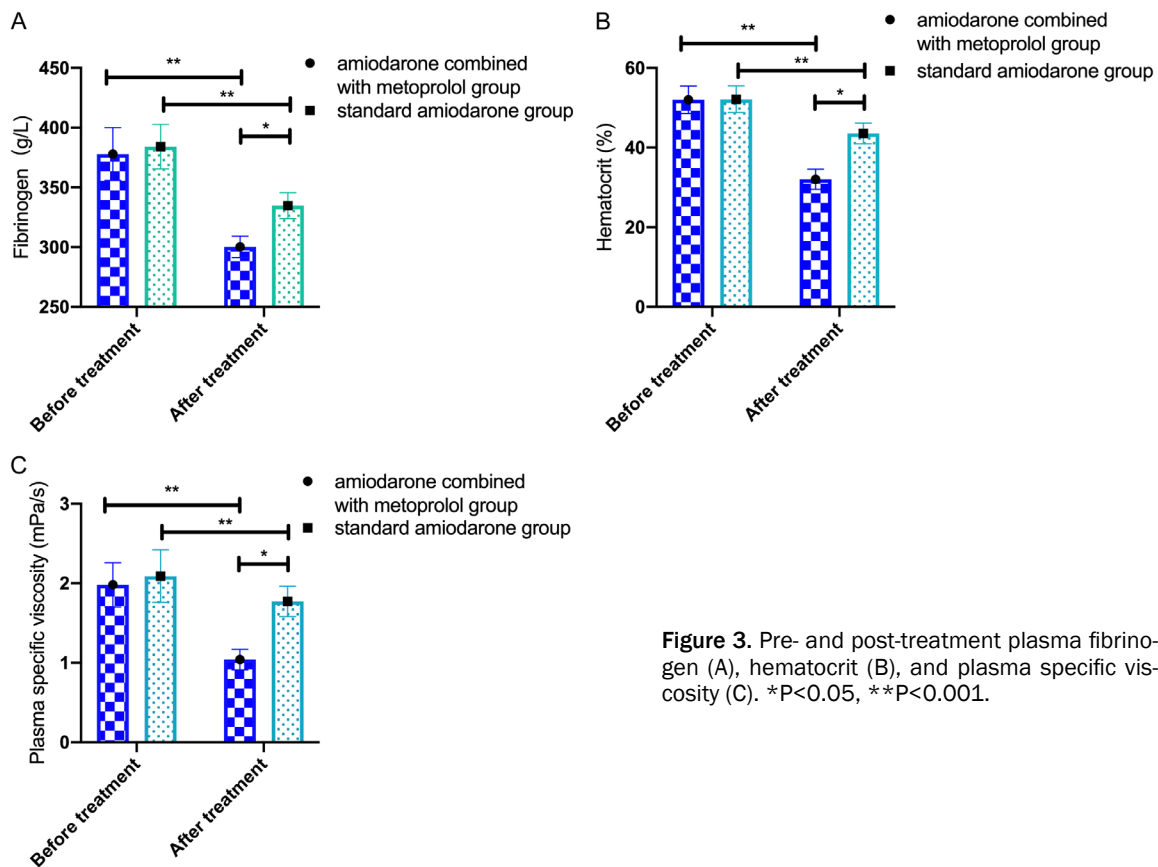 A
amiodarone combined
with metoprolol group
standard amiodarone group
**
**
*
Fibrinogen (g/L)
450
400
350
300
250
Before treatment
After treatment
B
amiodarone combined
with metoprolol group
standard amiodarone group
**
**
*
Hematocrit (%)
60
40
20
0
Before treatment
After treatment
C
amiodarone combined
with metoprolol group
standard amiodarone group
**
**
*
Plasma specific viscosity (mPa/s)
3
2
1
0
Before treatment
After treatment
Figure 3. Pre- and post-treatment plasma fibrino-
gen (A), hematocrit (B), and plasma specific vis-
cosity (C). *P<0.05, **P<0.001.